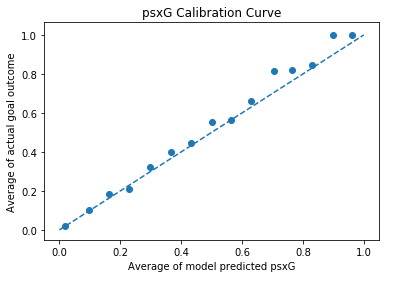 psxG Calibration Curve
Average of actual goal outcome
1.0
0.8
0.6
0.4
0.2
0.0
0.0 0.2 0.4 0.6 0.8 1.0
Average of model predicted psxG